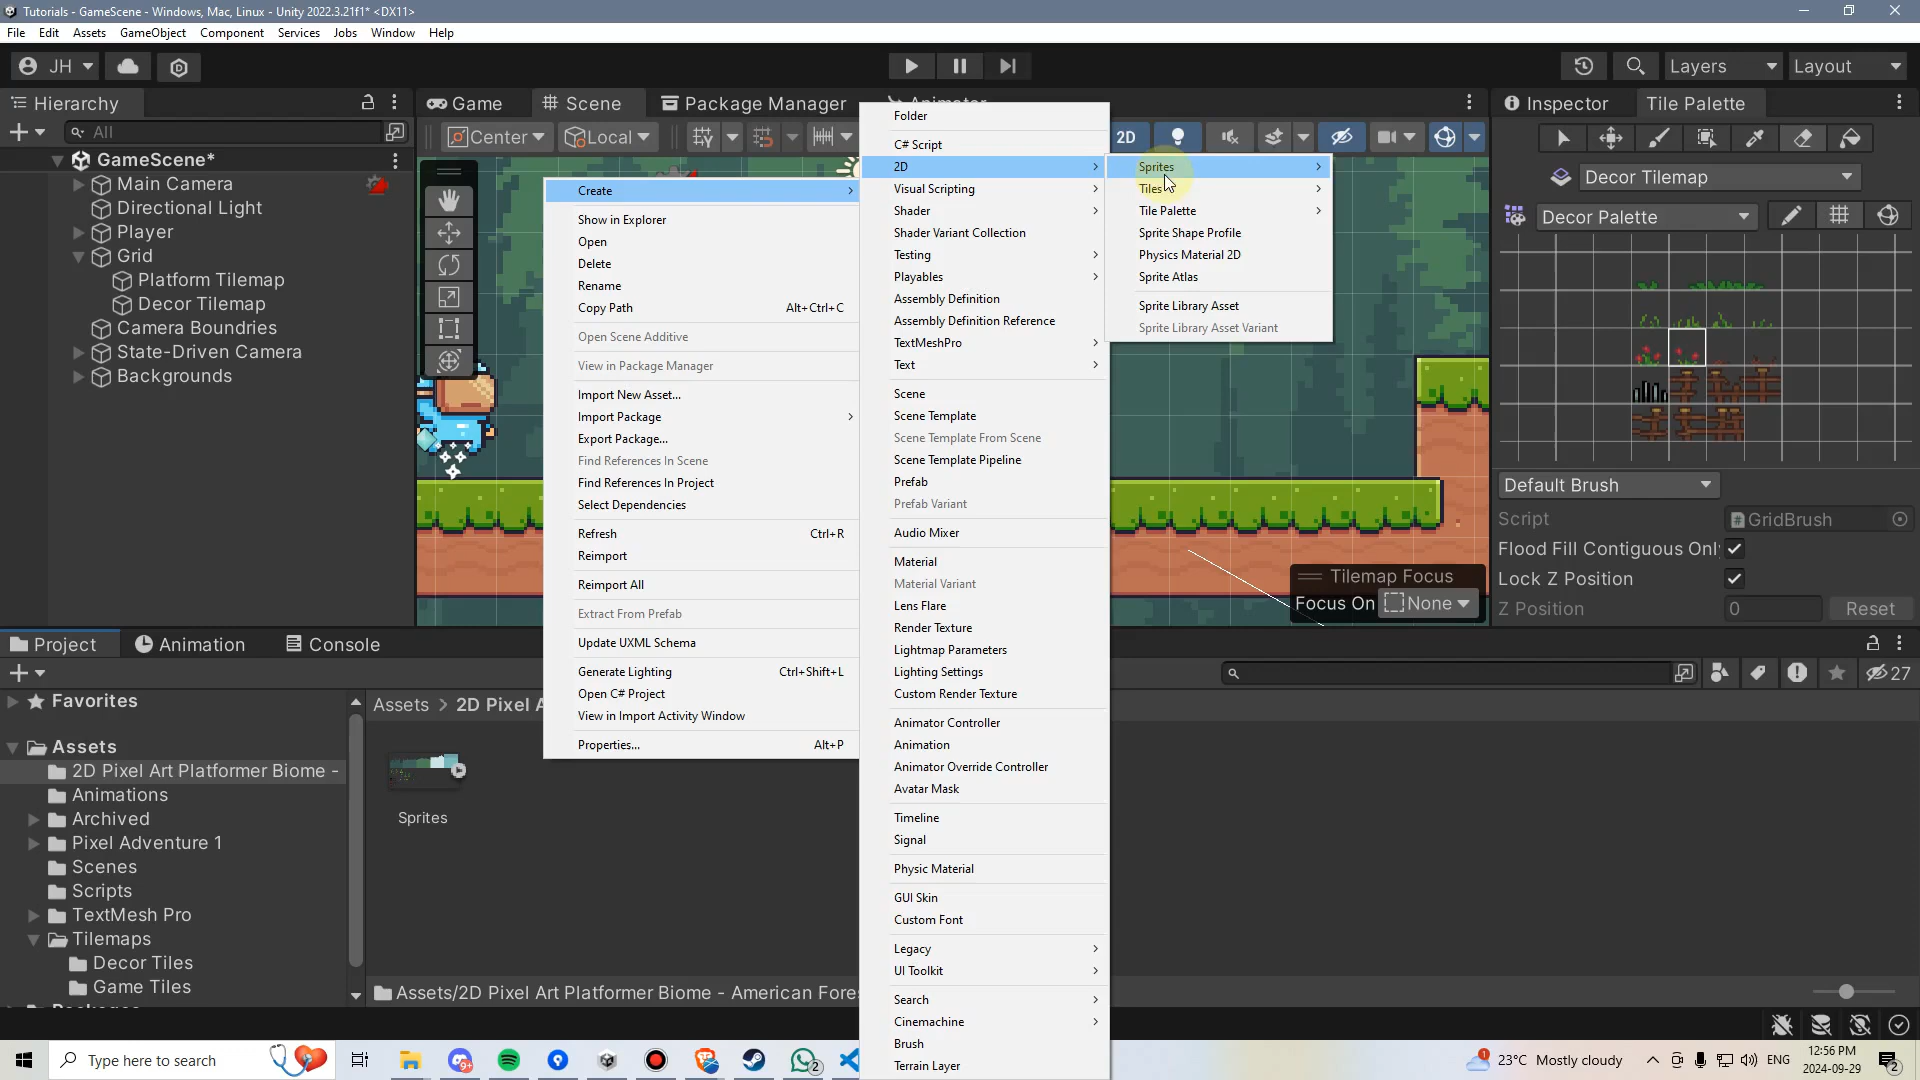 Tutorials - GameScene - Windows, Mac, Linux - Unity 2022.3.21f1* <DX11>
File Edit Assets GameObject Component Services Jobs Window Help
JH
Layers
Layout
Hierarchy
Game
Scene
Package Manager
Inspector
Tile Palette
All
Center
Local
2D
GameScene*
Main Camera
Directional Light
Player
Grid
Platform Tilemap
Decor Tilemap
Camera Boundries
State-Driven Camera
Backgrounds
Create
Show in Explorer
Open
Delete
Rename
Copy Path Alt+Ctrl+C
Open Scene Additive
View in Package Manager
Import New Asset...
Import Package
Export Package...
Find References In Scene
Find References In Project
Select Dependencies
Refresh Ctrl+R
Reimport
Reimport All
Extract From Prefab
Update UXML Schema
Generate Lighting Ctrl+Shift+L
Open C# Project
View in Import Activity Window
Properties... Alt+P
Folder
C# Script
2D
Visual Scripting
Shader
Shader Variant Collection
Testing
Playables
Assembly Definition
Assembly Definition Reference
TextMeshPro
Text
Scene
Scene Template
Scene Template From Scene
Scene Template Pipeline
Prefab
Prefab Variant
Audio Mixer
Material
Material Variant
Lens Flare
Render Texture
Lightmap Parameters
Lighting Settings
Custom Render Texture
Animator Controller
Animation
Animator Override Controller
Avatar Mask
Timeline
Signal
Physic Material
GUI Skin
Custom Font
Legacy
UI Toolkit
Search
Cinemachine
Brush
Terrain Layer
Sprites
Tiles
Tile Palette
Sprite Shape Profile
Physics Material 2D
Sprite Atlas
Sprite Library Asset
Sprite Library Asset Variant
Decor Tilemap
Decor Palette
Default Brush
Script GridBrush
Flood Fill Contiguous Onl
Lock Z Position
Z Position 0 Reset
Tilemap Focus
Focus On None
Project
Animation
Console
27
Favorites
Assets
2D Pixel Art Platformer Biome -
Animations
Archived
Pixel Adventure 1
Scenes
Scripts
TextMesh Pro
Tilemaps
Decor Tiles
Game Tiles
Assets > 2D Pixel A
Sprites
Assets/2D Pixel Art Platformer Biome - American Fore
Type here to search
2
23°C Mostly cloudy
ENG
12:56 PM
2024-09-29
2